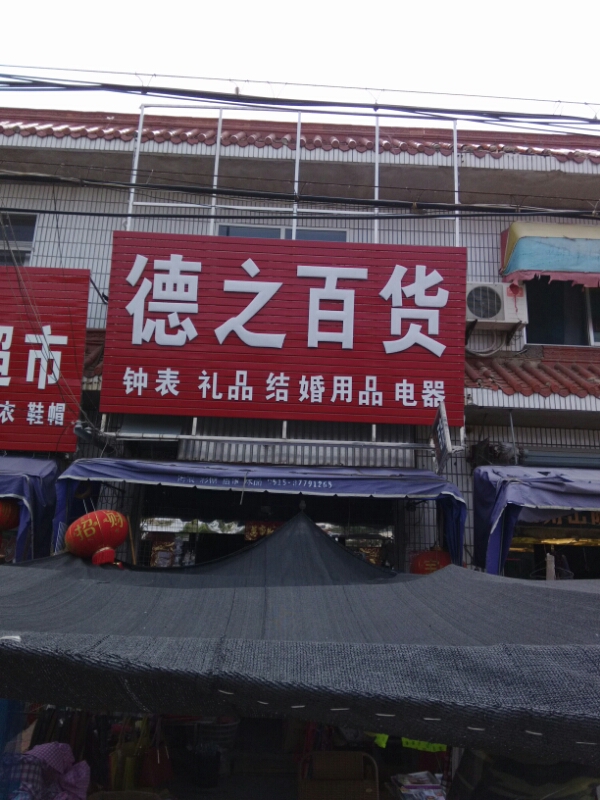 德之百货
钟表 礼品 结婚用品 电器
超市
衣 鞋帽
招